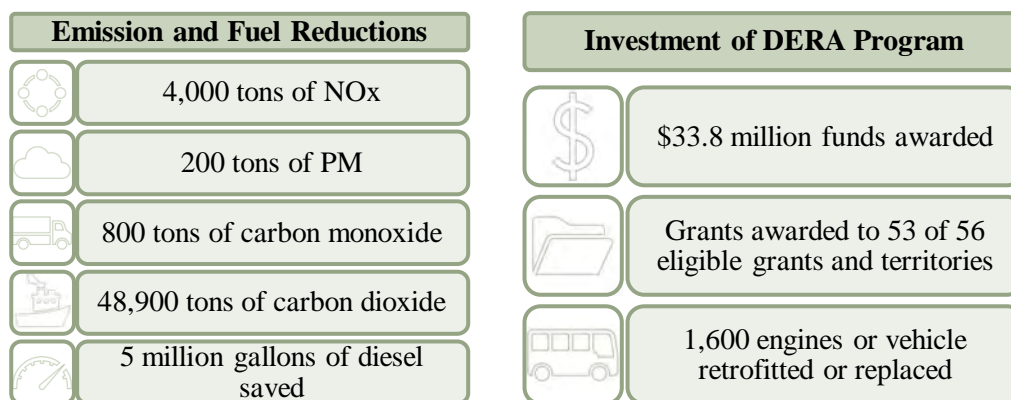 Emission and Fuel Reductions
4,000 tons of NOx
200 tons of PM
800 tons of carbon monoxide
48,900 tons of carbon dioxide
5 million gallons of diesel
saved
Investment of DERA Program
$
$33.8 million funds awarded
Grants awarded to 53 of 56
eligible grants and territories
1,600 engines or vehicle
retrofitted or replaced